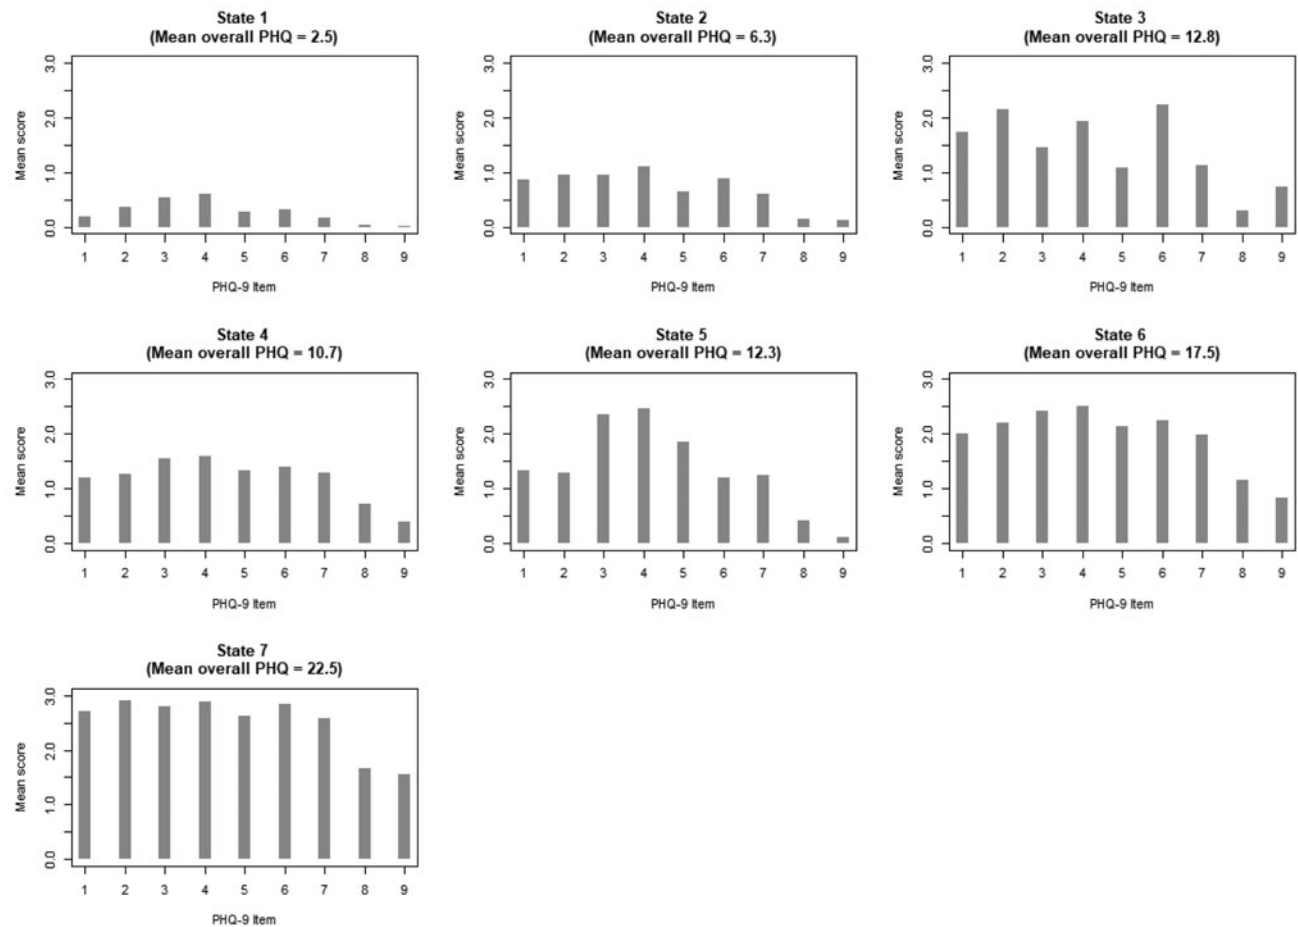 State 1
(Mean overall PHQ = 2.5)
Mean score
0.0 1.0 2.0 3.0
1 2 3 4 5 6 7 8 9
PHQ-9 Item
State 2
(Mean overall PHQ = 6.3)
Mean score
0.0 1.0 2.0 3.0
1 2 3 4 5 6 7 8 9
PHQ-9 Item
State 3
(Mean overall PHQ = 12.8)
Mean score
0.0 1.0 2.0 3.0
1 2 3 4 5 6 7 8 9
PHQ-9 Item
State 4
(Mean overall PHQ = 10.7)
Mean score
0.0 1.0 2.0 3.0
1 2 3 4 5 6 7 8 9
PHQ-9 Item
State 5
(Mean overall PHQ = 12.3)
Mean score
0.0 1.0 2.0 3.0
1 2 3 4 5 6 7 8 9
PHQ-9 Item
State 6
(Mean overall PHQ = 17.5)
Mean score
0.0 1.0 2.0 3.0
1 2 3 4 5 6 7 8 9
PHQ-9 Item
State 7
(Mean overall PHQ = 22.5)
Mean score
0.0 1.0 2.0 3.0
1 2 3 4 5 6 7 8 9
PHQ-9 Item